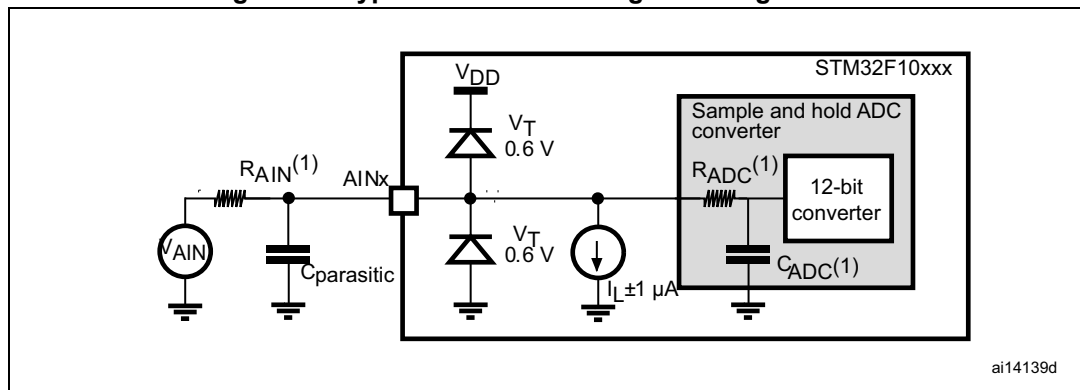 STM32F10xxx
VDD
Sample and hold ADC
converter
VT
0.6 V
RAIN(1)
AINx
RADC(1)
12-bit
converter
VAIN
Cparasitic
VT
0.6 V
IL±1 µA
CADC(1)
ai14139d